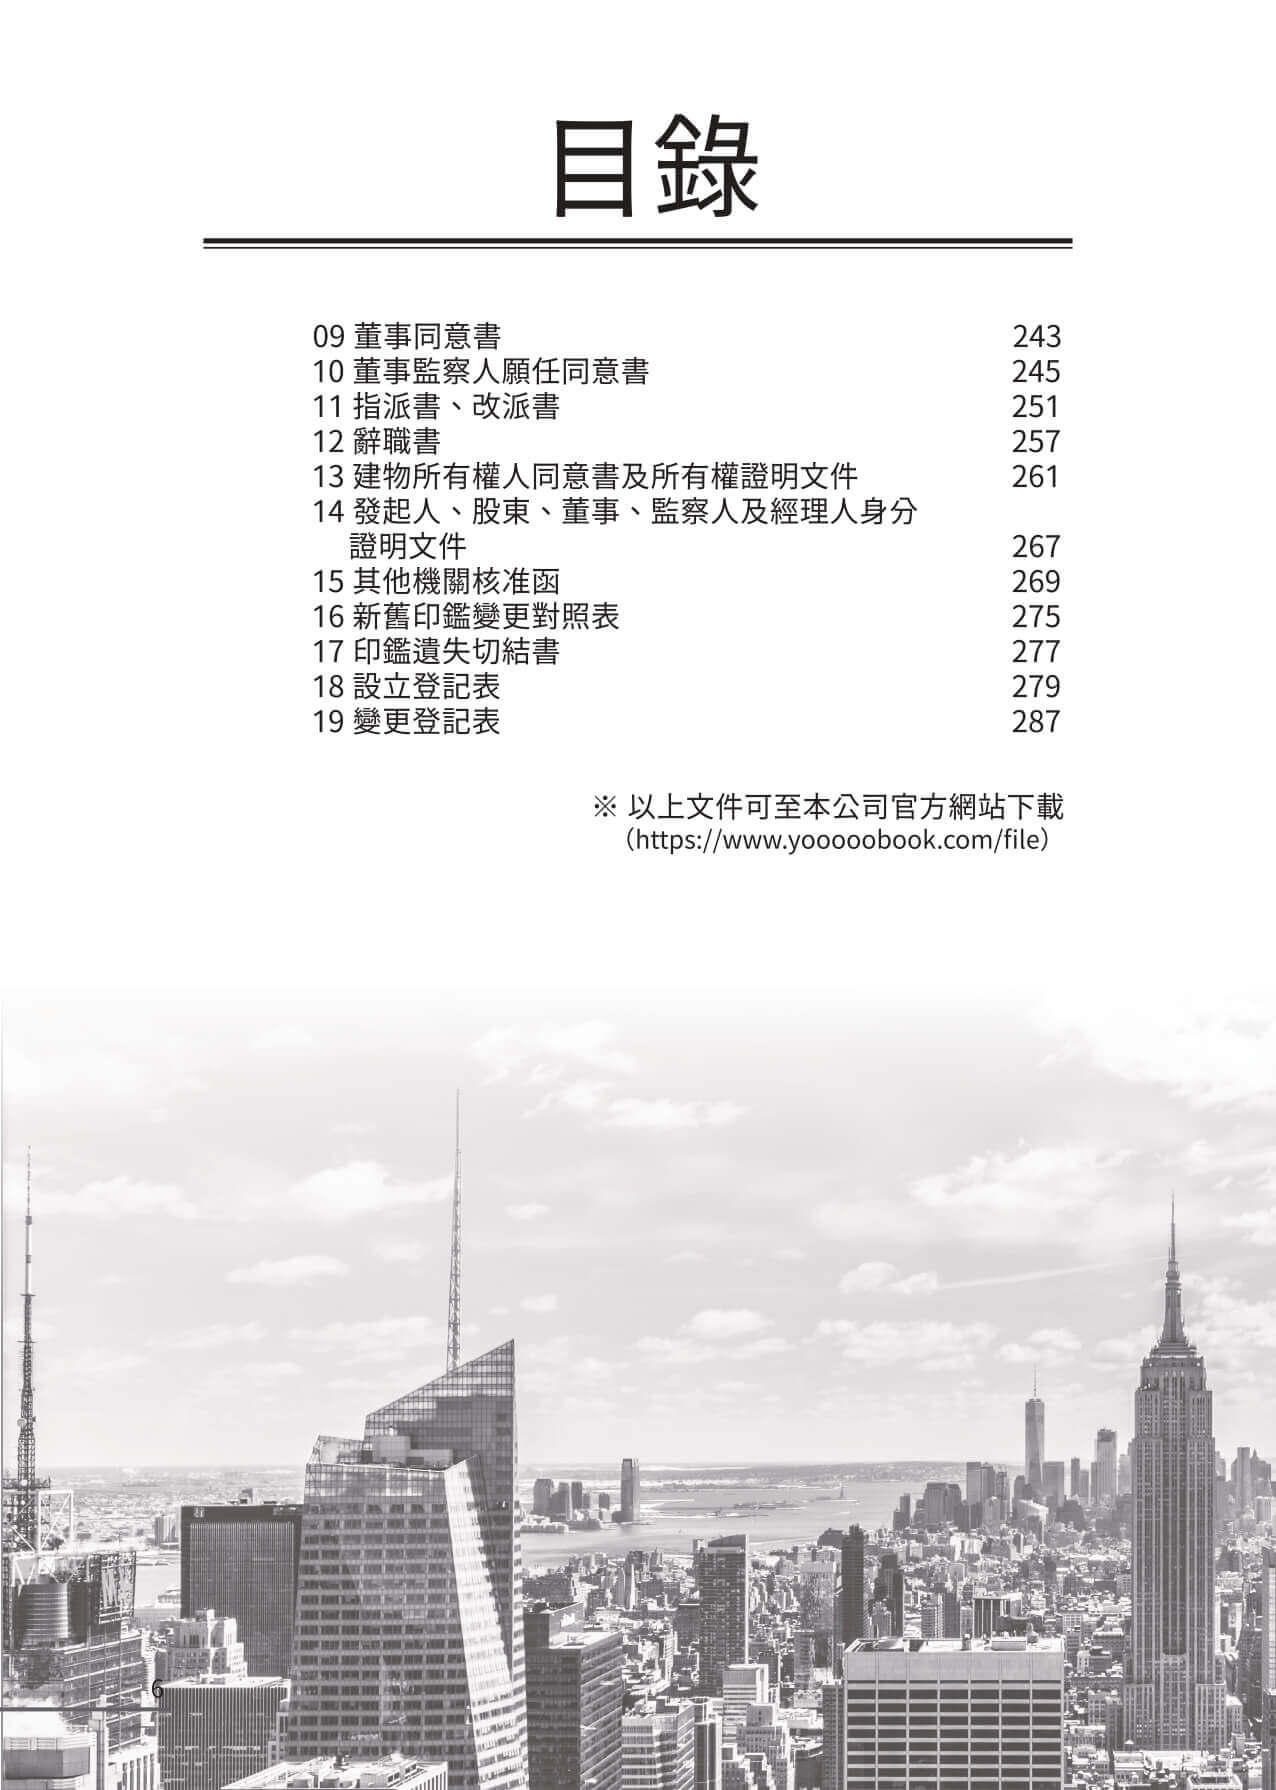 目錄
09 董事同意書 243
10 董事監察人願任同意書 245
11 指派書、改派書 251
12 辭職書 257
13 建物所有權人同意書及所有權證明文件 261
14 發起人、股東、董事、監察人及經理人身分
證明文件 267
15 其他機關核准函 269
16 新舊印鑑變更對照表 275
17 印鑑遺失切結書 277
18 設立登記表 279
19 變更登記表 287
※ 以上文件可至本公司官方網站下載
（https://www.yooooobook.com/file）
6